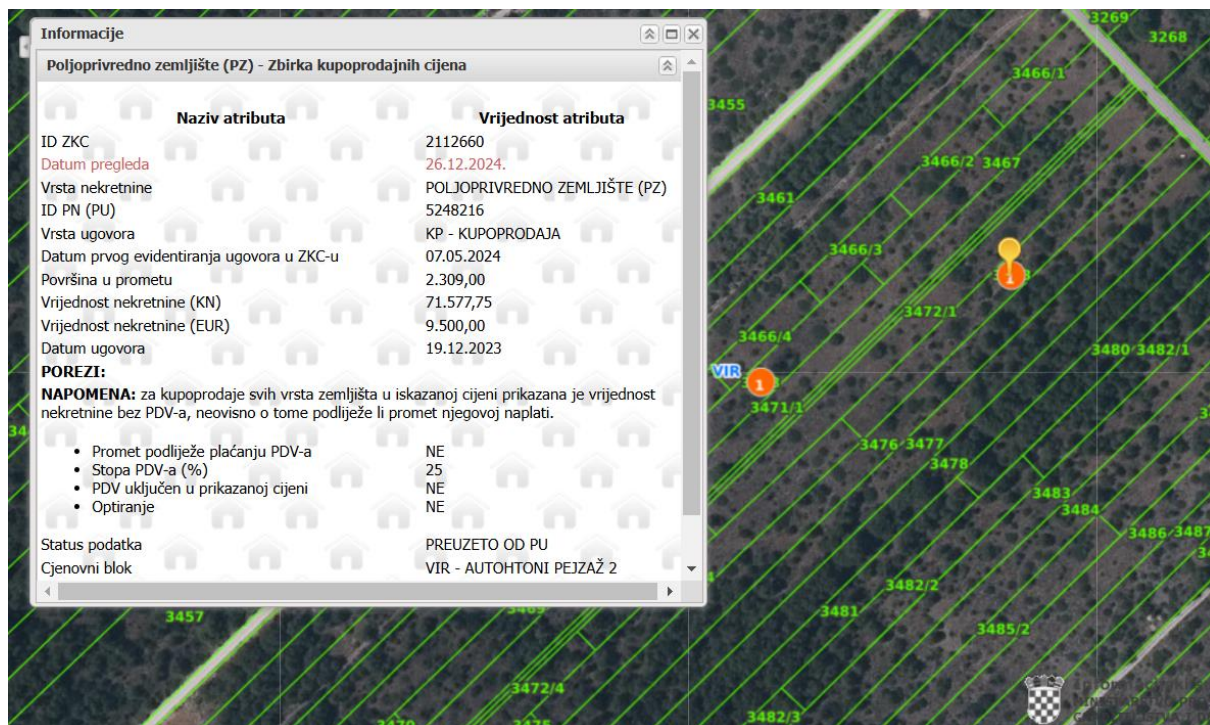 Informacije
Poljoprivredno zemljište (PZ) - Zbirka kupoprodajnih cijena
Naziv atributa Vrijednost atributa
ID ZKC 2112660
Datum pregleda 26.12.2024.
Vrsta nekretnine POLJOPRIVREDNO ZEMLJIŠTE (PZ)
ID PN (PU) 5248216
Vrsta ugovora KP - KUPOPRODAJA
Datum prvog evidentiranja ugovora u ZKC-u 07.05.2024
Površina u prometu 2.309,00
Vrijednost nekretnine (KN) 71.577,75
Vrijednost nekretnine (EUR) 9.500,00
Datum ugovora 19.12.2023
POREZI:
NAPOMENA: za kupoprodaje svih vrsta zemljišta u iskazanoj cijeni prikazana je vrijednost
nekretnine bez PDV-a, neovisno o tome podliježe li promet njegovoj naplati.
• Promet podliježe plaćanju PDV-a NE
• Stopa PDV-a (%) 25
• PDV uključen u prikazanoj cijeni NE
• Optiranje NE
Status podatka PREUZETO OD PU
Cjenovni blok VIR - AUTOHTONI PEJZAŽ 2
3269
3268
3466/1
3455
3466/2 3467
3461
3466/3
1
3472/1
3466/4
3480 3482/1
VIR
1
3471/1
3476 3477
3478
3483
3484
3486 3487
3482/2
3481
3457
3485/2
3472/4
3482/3